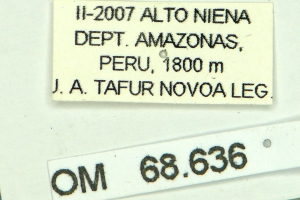 II-2007 ALTO NIENA
DEPT. AMAZONAS,
PERU, 1800 m
J. A. TAFUR NOVOA LEG.
OM 68.636